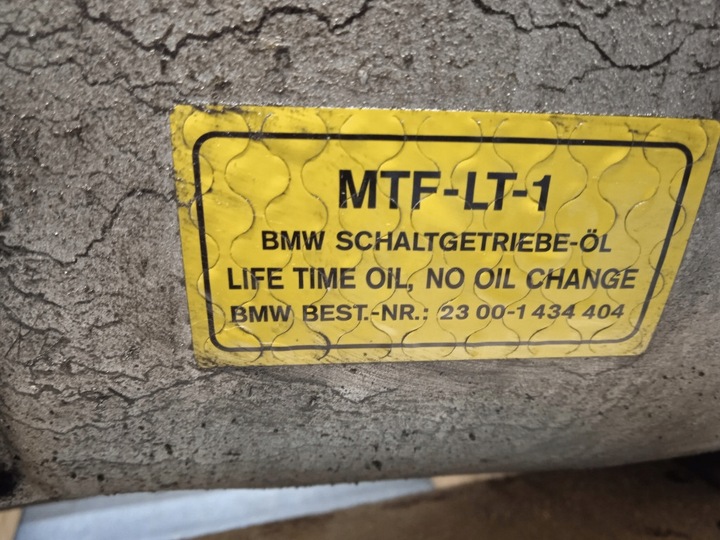 MTF-LT-1
BMW SCHALTGETRIEBE-ÖL
LIFE TIME OIL, NO OIL CHANGE
BMW BEST.-NR.: 23 00-1 434 404